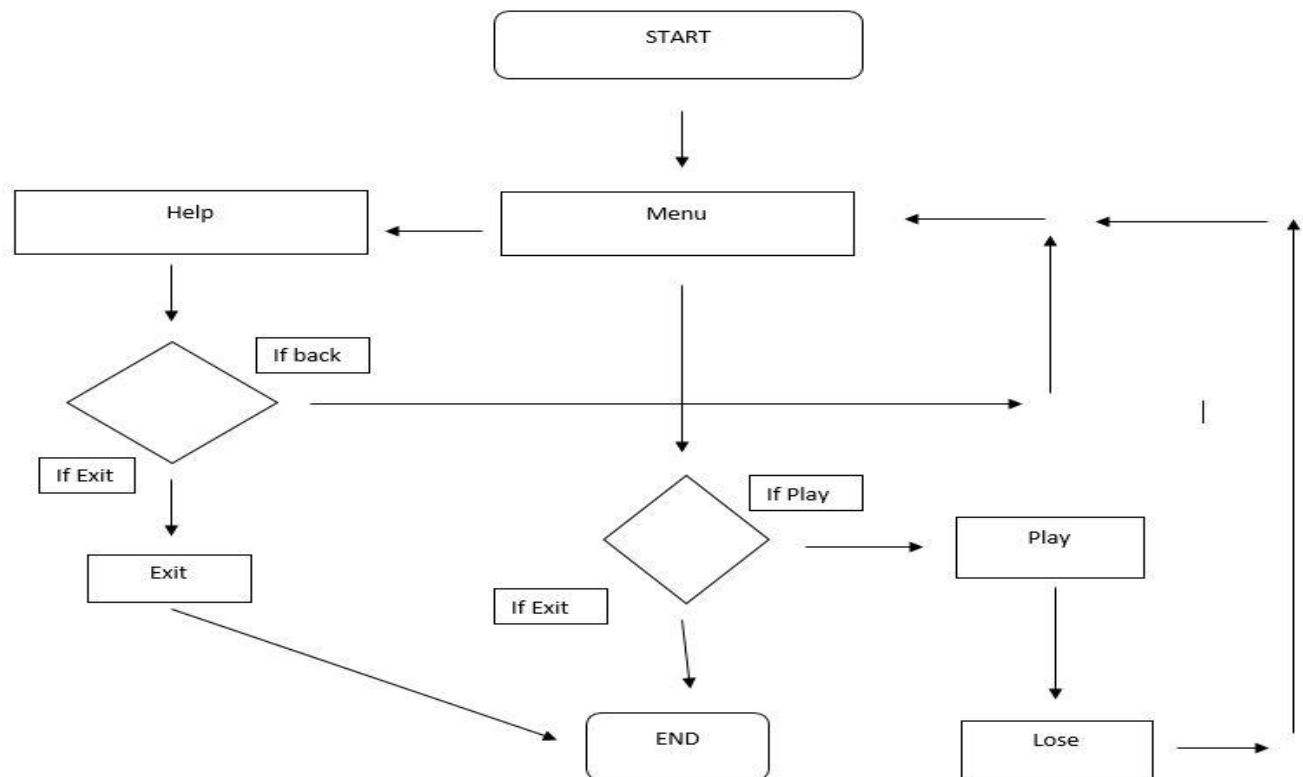 START
Help
Menu
If back
If Exit
If Play
Play
Exit
If Exit
END
Lose